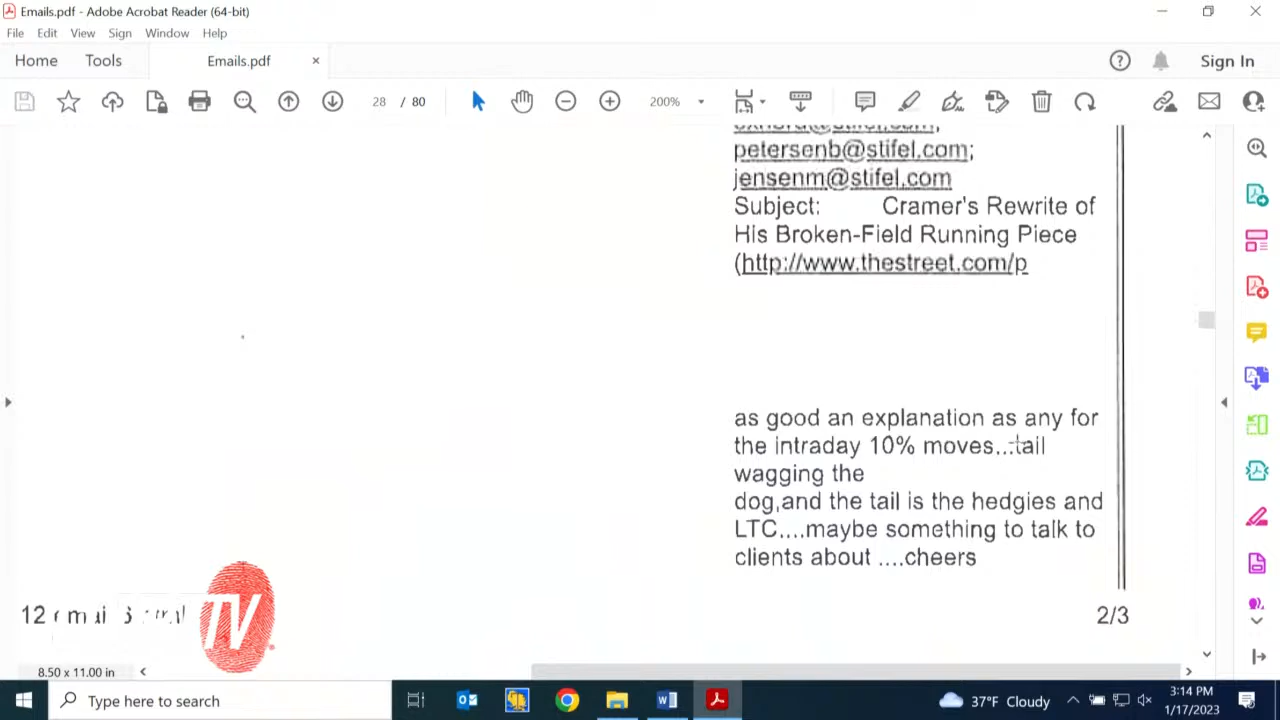 Emails.pdf - Adobe Acrobat Reader (64-bit)
File Edit View Sign Window Help
Home Tools Emails.pdf × Sign In
28 / 80 200%
petersenb@stifel.com;
jensenm@stifel.com
Subject: Cramer's Rewrite of
His Broken-Field Running Piece
(http://www.thestreet.com/p
as good an explanation as any for
the intraday 10% moves...tail
wagging the
dog,and the tail is the hedgies and
LTC....maybe something to talk to
clients about ....cheers
12
TV
2/3
8.50 x 11.00 in
Type here to search
37°F Cloudy
3:14 PM
1/17/2023